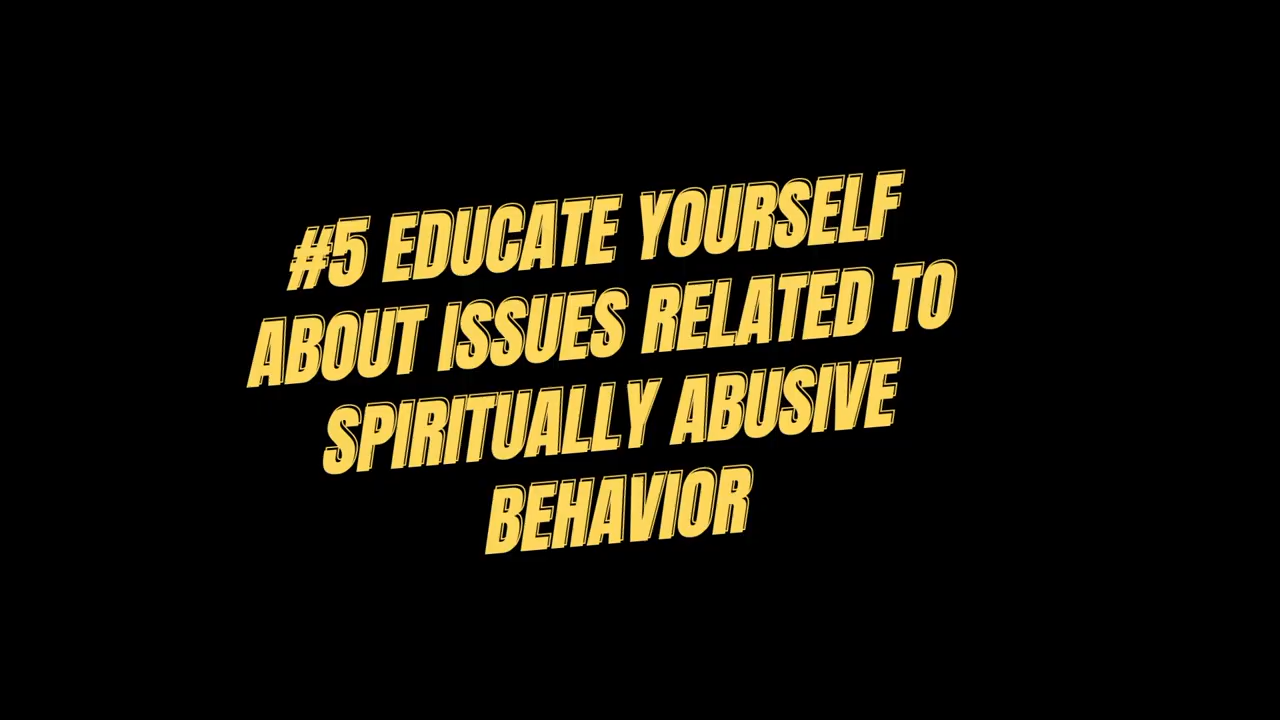 #5 EDUCATE YOURSELF
ABOUT ISSUES RELATED TO
SPIRITUALLY ABUSIVE
BEHAVIOR